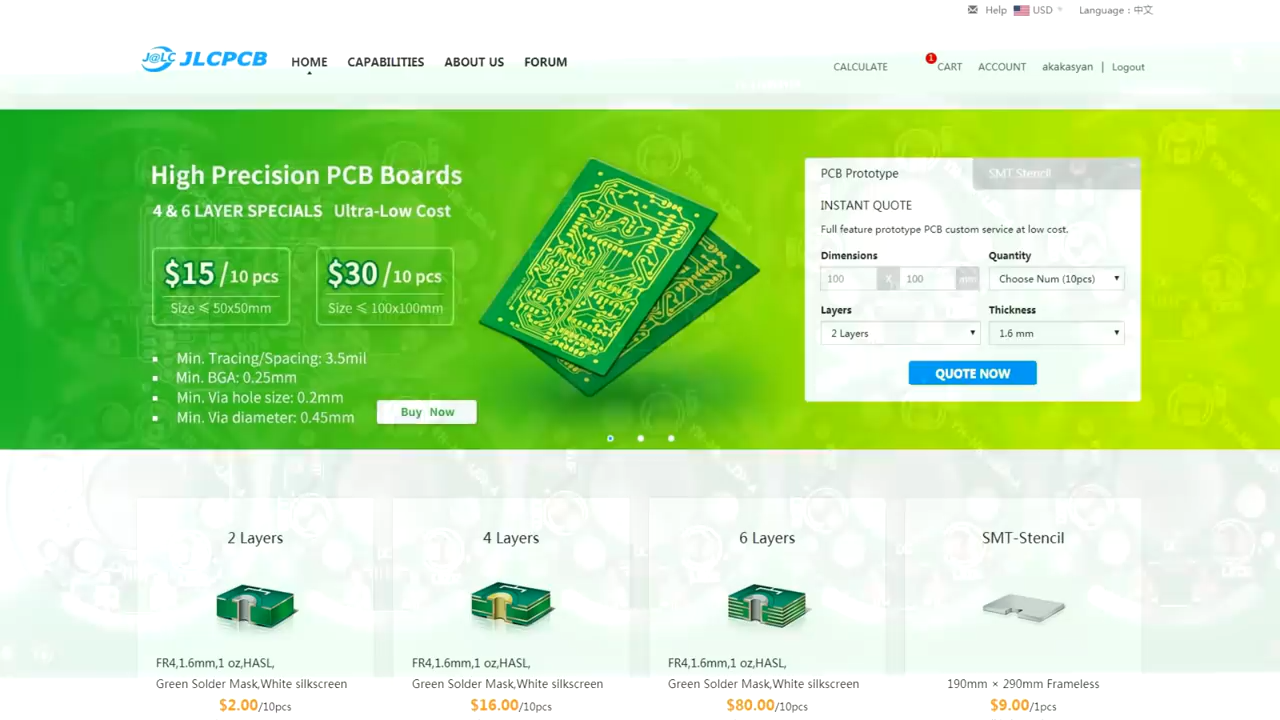 Help USD Language : 中文
J@LC JLCPCB HOME CAPABILITIES ABOUT US FORUM
CALCULATE 1 CART ACCOUNT akakasyan | Logout
High Precision PCB Boards
4 & 6 LAYER SPECIALS Ultra-Low Cost
$15/10 pcs
Size ⩽ 50x50mm
$30/10 pcs
Size ⩽ 100x100mm
Min. Tracing/Spacing: 3.5mil
Min. BGA: 0.25mm
Min. Via hole size: 0.2mm
Min. Via diameter: 0.45mm
Buy Now
PCB Prototype SMT Stencil
INSTANT QUOTE
Full feature prototype PCB custom service at low cost.
Dimensions Quantity
100 X 100 mm Choose Num (10pcs)
Layers Thickness
2 Layers 1.6 mm
QUOTE NOW
2 Layers
FR4,1.6mm,1 oz,HASL,
Green Solder Mask,White silkscreen
$2.00/10pcs
4 Layers
FR4,1.6mm,1 oz,HASL,
Green Solder Mask,White silkscreen
$16.00/10pcs
6 Layers
FR4,1.6mm,1 oz,HASL,
Green Solder Mask,White silkscreen
$80.00/10pcs
SMT-Stencil
190mm × 290mm Frameless
$9.00/1pcs